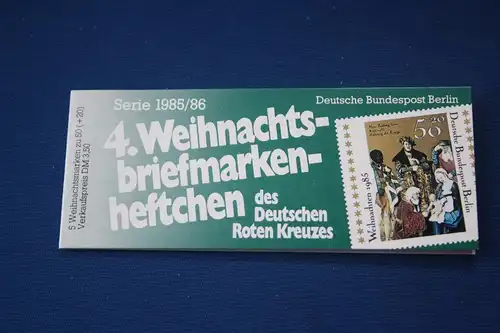 Serie 1985/86
Deutsche Bundespost Berlin
4. Weihnachts-
briefmarken-
heftchen
des
Deutschen
Roten Kreuzes
5 Weihnachtsmarken zu 50 (+20)
Verkaufspreis DM 3,50
50+20
Deutsche Bundespost
Berlin
Weihnachten 1985